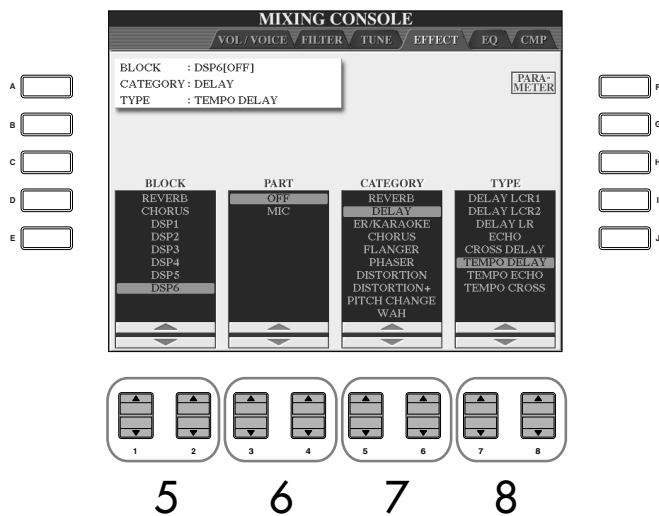 MIXING CONSOLE
VOL / VOICE FILTER TUNE EFFECT EQ CMP
BLOCK : DSP6[OFF]
CATEGORY : DELAY
TYPE : TEMPO DELAY
PARA-
METER
A
B
C
D
E
F
G
H
I
J
BLOCK
REVERB
CHORUS
DSP1
DSP2
DSP3
DSP4
DSP5
DSP6
PART
OFF
MIC
CATEGORY
REVERB
DELAY
ER/KARAOKE
CHORUS
FLANGER
PHASER
DISTORTION
DISTORTION+
PITCH CHANGE
WAH
TYPE
DELAY LCR1
DELAY LCR2
DELAY LR
ECHO
CROSS DELAY
TEMPO DELAY
TEMPO ECHO
TEMPO CROSS
1 2 3 4 5 6 7 8
5 6 7 8